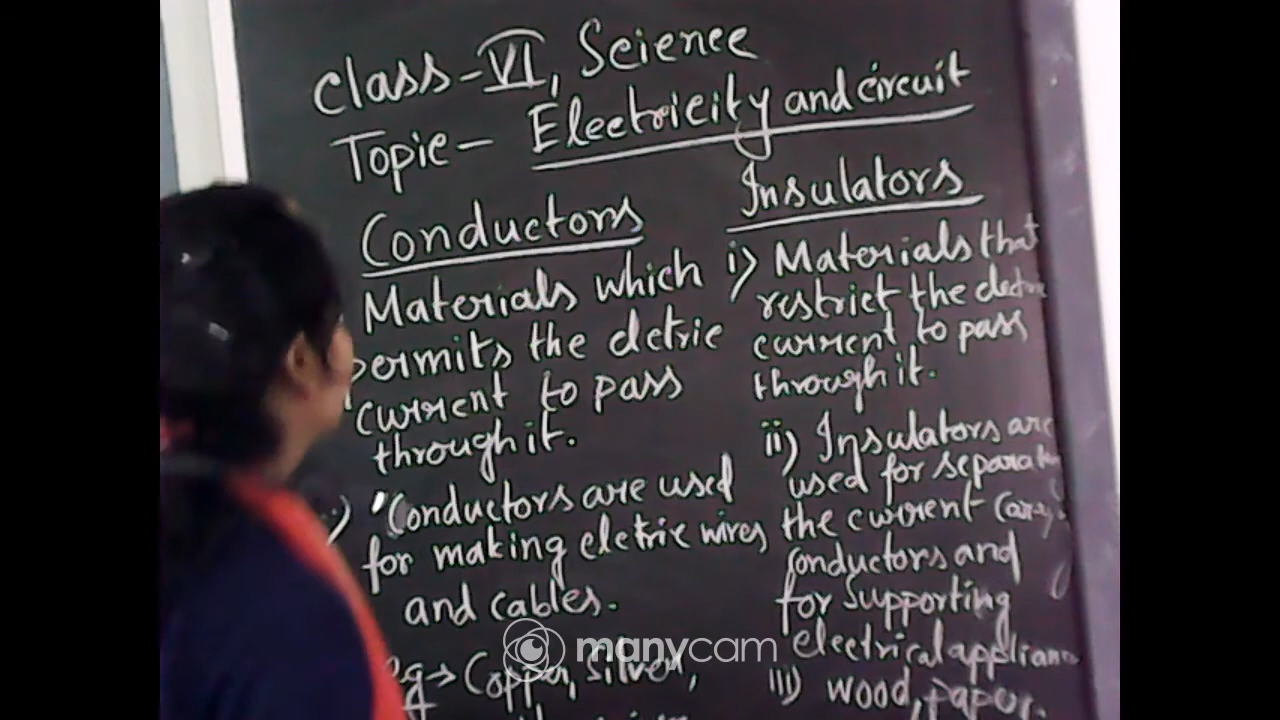 Class-VI, Science
Topic- Electricity and circuit
Conductors
Materials which
permits the eletric
current to pass
through it.
Conductors are used
for making eletric wires
and cables.
eg→ Copper, Silver,
Insulators
i) Materials that
restrict the
current to pass
through it.
ii) Insulators are
used for
the current
Conductors and
for supporting
electrical
iii) wood, paper.
manycam